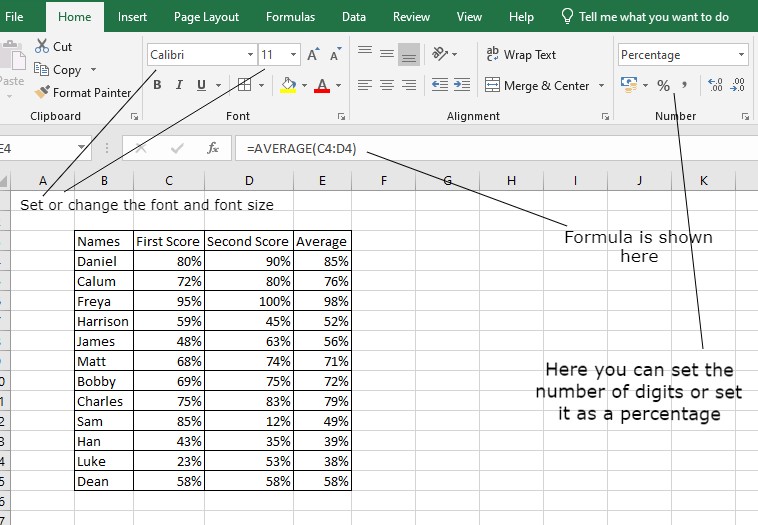 File Home Insert Page Layout Formulas Data Review View Help Tell me what you want to do
Cut
Copy
Format Painter
Calibri 11 A A
B I U A
ab Wrap Text
Merge & Center
Percentage
% ,
Clipboard Font Alignment Number
E4 fx =AVERAGE(C4:D4)
A B C D E F G H I J K
Set or change the font and font size
Names First Score Second Score Average
Daniel 80% 90% 85%
Calum 72% 80% 76%
Freya 95% 100% 98%
Harrison 59% 45% 52%
James 48% 63% 56%
Matt 68% 74% 71%
Bobby 69% 75% 72%
Charles 75% 83% 79%
Sam 85% 12% 49%
Han 43% 35% 39%
Luke 23% 53% 38%
Dean 58% 58% 58%
Formula is shown
here
Here you can set the
number of digits or set
it as a percentage